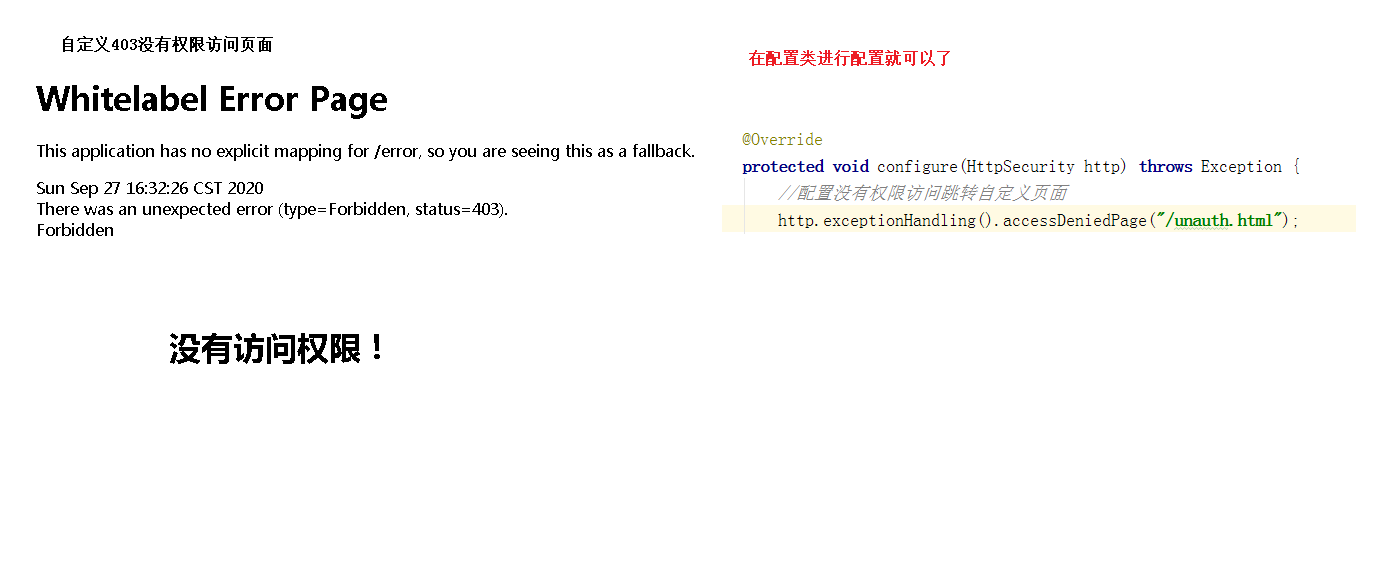 自定义403没有权限访问页面
Whitelabel Error Page
This application has no explicit mapping for /error, so you are seeing this as a fallback.
Sun Sep 27 16:32:26 CST 2020
There was an unexpected error (type=Forbidden, status=403).
Forbidden
没有访问权限！
在配置类进行配置就可以了
@Override
protected void configure(HttpSecurity http) throws Exception {
//配置没有权限访问跳转自定义页面
http.exceptionHandling().accessDeniedPage("/unauth.html");